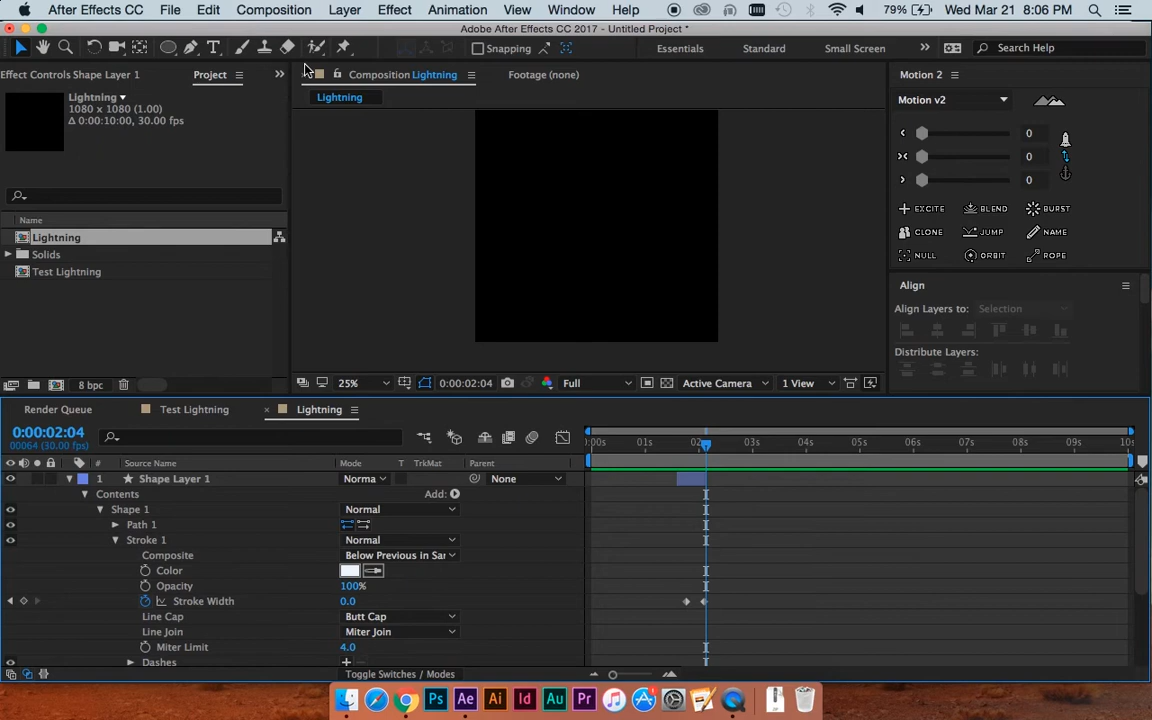 After Effects CC File Edit Composition Layer Effect Animation View Window Help 79% Wed Mar 21 8:06 PM
Adobe After Effects CC 2017 - Untitled Project *
Snapping Essentials Standard Small Screen Search Help
Effect Controls Shape Layer 1 Project Composition Lightning Footage (none) Motion 2
Lightning
1080 x 1080 (1.00)
Δ 0:00:10:00, 30.00 fps
Lightning
Motion v2
0
0
0
EXCITE BLEND BURST
CLONE JUMP NAME
NULL ORBIT ROPE
Name
Lightning
Solids
Test Lightning
Align
Align Layers to: Selection
Distribute Layers:
8 bpc
25% 0:00:02:04 Full Active Camera 1 View
Render Queue Test Lightning Lightning
0:00:02:04
00064 (30.00 fps)
:00s 01s 02s 03s 04s 05s 06s 07s 08s 09s 10s
# Source Name Mode T TrkMat Parent
1 Shape Layer 1 Norma None
Contents Add:
Shape 1 Normal
Path 1
Stroke 1 Normal
Composite Below Previous in Sar
Color
Opacity 100%
Stroke Width 0.0
Line Cap Butt Cap
Line Join Miter Join
Miter Limit 4.0
Dashes
Toggle Switches / Modes
Ps Ae Ai Id Au Pr